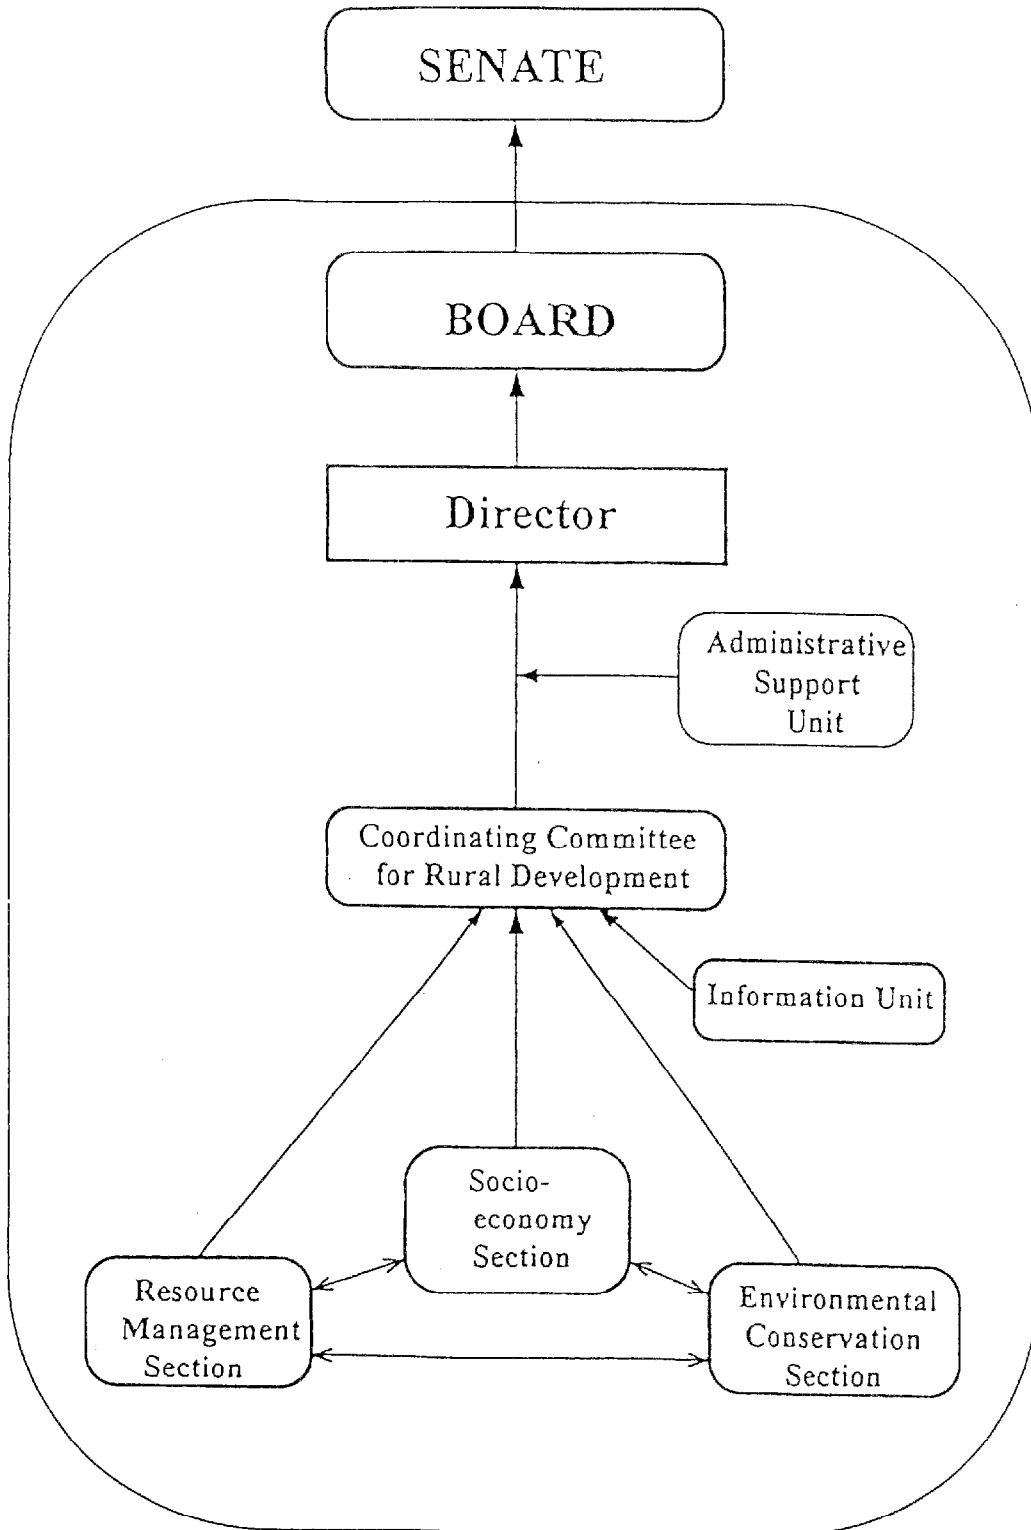 SENATE
BOARD
Director
Administrative
Support
Unit
Coordinating Committee
for Rural Development
Information Unit
Socio-
economy
Section
Resource
Management
Section
Environmental
Conservation
Section